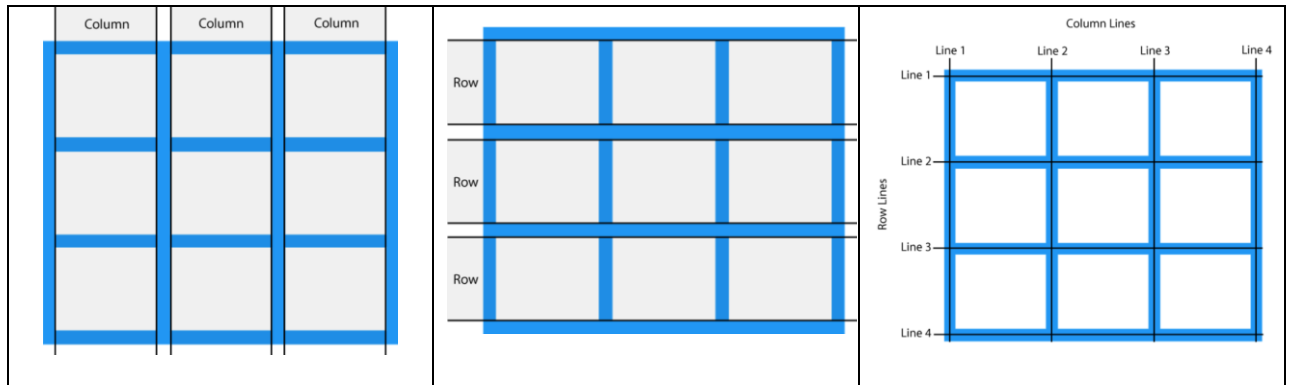 Column Column Column
Row
Row
Row
Column Lines
Line 1 Line 2 Line 3 Line 4
Line 1
Line 2
Row Lines
Line 3
Line 4